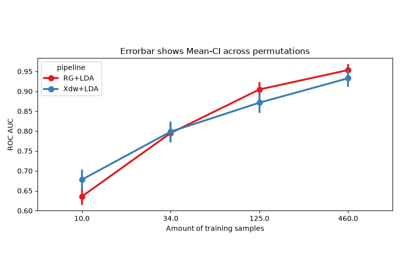 Errorbar shows Mean-CI across permutations
pipeline
RG+LDA
Xdw+LDA
ROC AUC
0.95
0.90
0.85
0.80
0.75
0.70
0.65
0.60
10.0 34.0 125.0 460.0
Amount of training samples